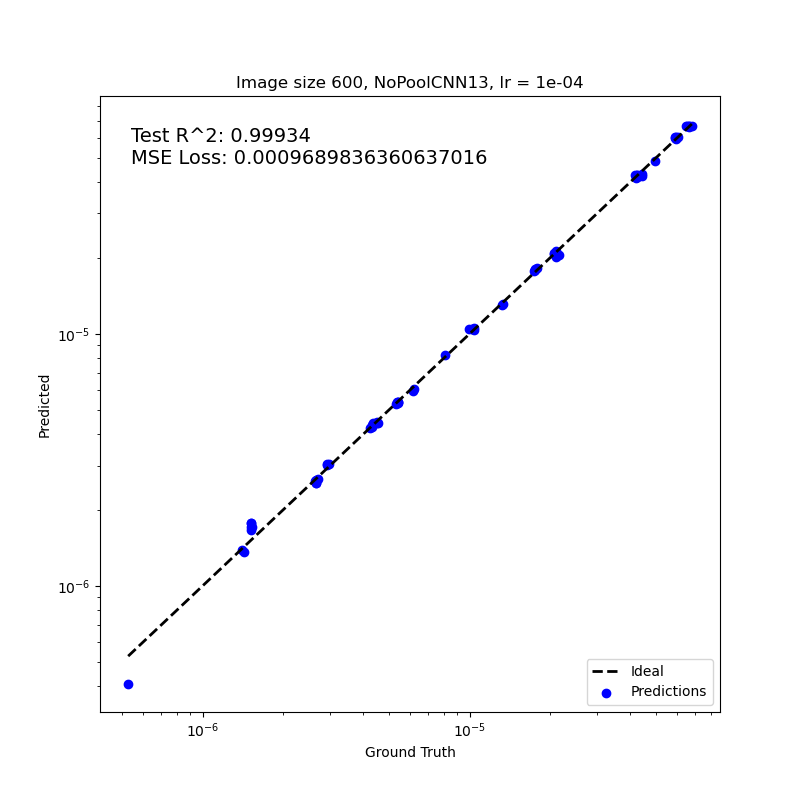 Image size 600, NoPoolCNN13, lr = 1e-04
Test R^2: 0.99934
MSE Loss: 0.0009689836360637016
10⁻⁵
10⁻⁶
Predicted
Ideal
Predictions
10⁻⁶ 10⁻⁵
Ground Truth